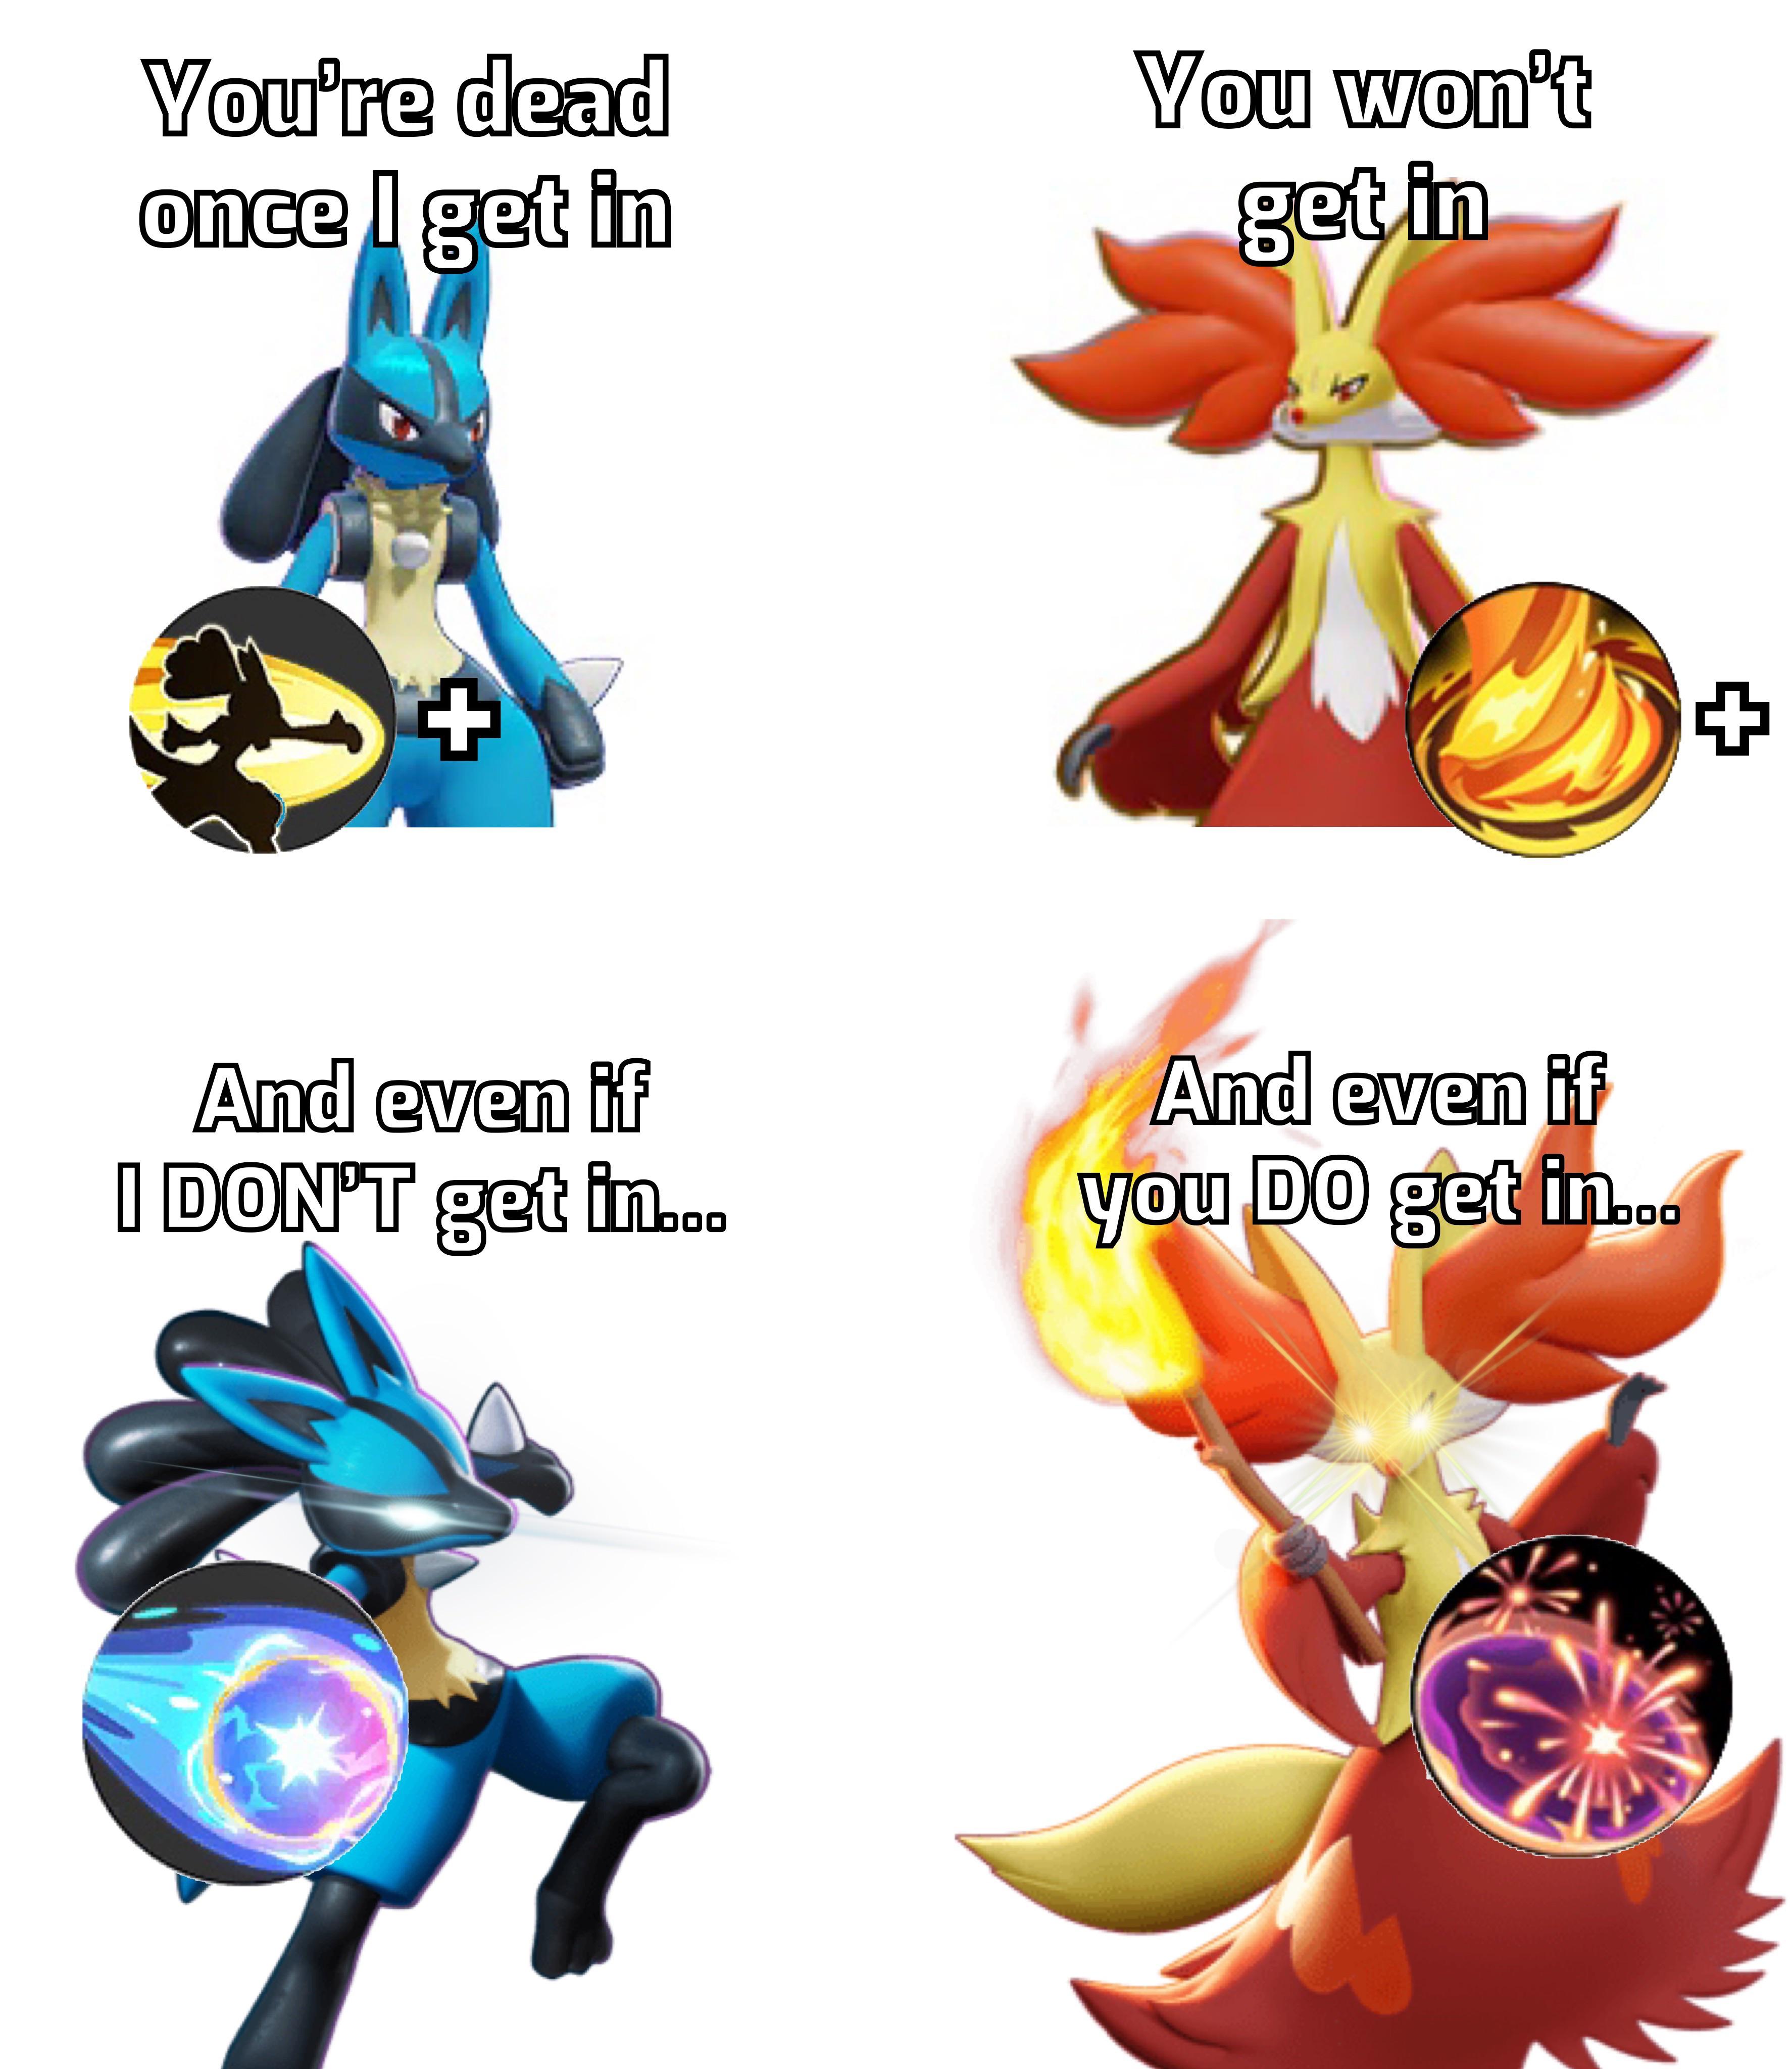 You’re dead
once I get in
You won’t
get in
+
+
And even if
I DON’T get in...
And even if
you DO get in...